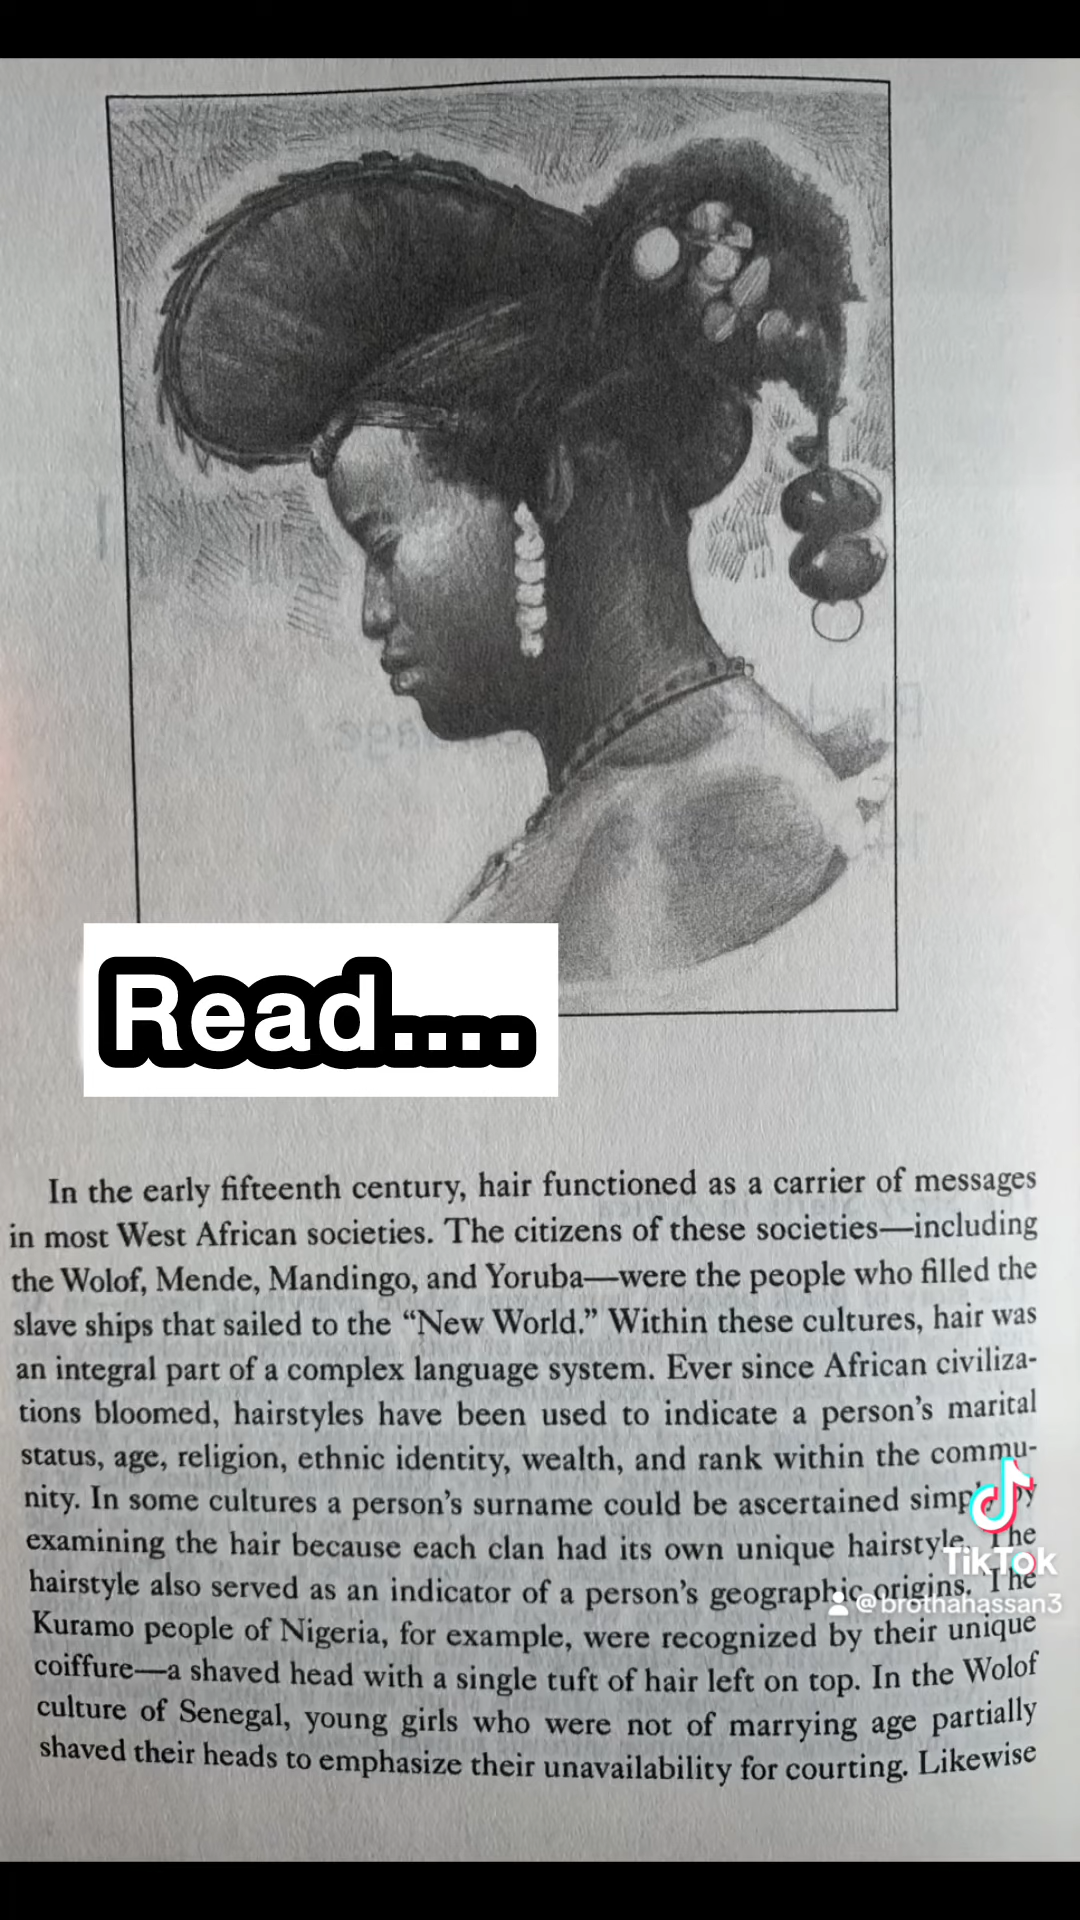 Read....
In the early fifteenth century, hair functioned as a carrier of messages
in most West African societies. The citizens of these societies—including
the Wolof, Mende, Mandingo, and Yoruba—were the people who filled the
slave ships that sailed to the “New World.” Within these cultures, hair was
an integral part of a complex language system. Ever since African civiliza-
tions bloomed, hairstyles have been used to indicate a person’s marital
status, age, religion, ethnic identity, wealth, and rank within the commu-
nity. In some cultures a person’s surname could be ascertained simply by
examining the hair because each clan had its own unique hairstyle. The
hairstyle also served as an indicator of a person’s geographic origins. The
Kuramo people of Nigeria, for example, were recognized by their unique
coiffure—a shaved head with a single tuft of hair left on top. In the Wolof
culture of Senegal, young girls who were not of marrying age partially
shaved their heads to emphasize their unavailability for courting. Likewise
TikTok
@brothahassan3